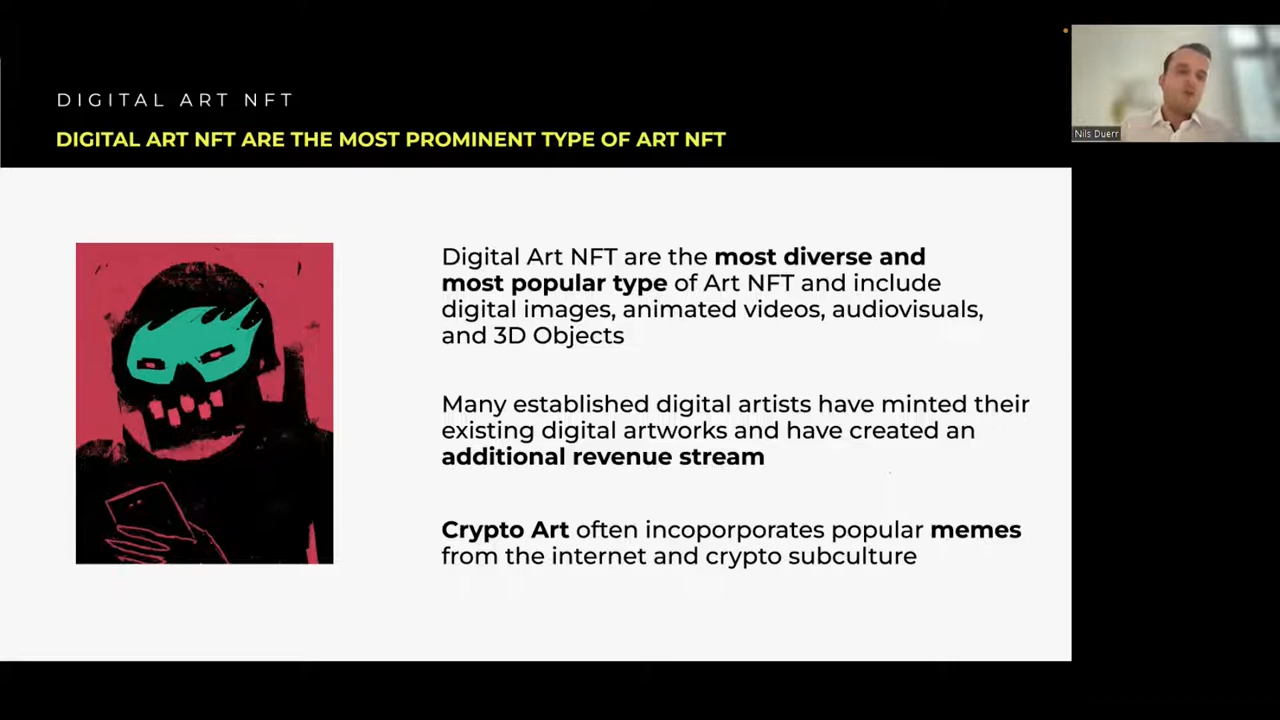 DIGITAL ART NFT
DIGITAL ART NFT ARE THE MOST PROMINENT TYPE OF ART NFT
Nils Duerr
Digital Art NFT are the most diverse and
most popular type of Art NFT and include
digital images, animated videos, audiovisuals,
and 3D Objects
Many established digital artists have minted their
existing digital artworks and have created an
additional revenue stream
Crypto Art often incoporporates popular memes
from the internet and crypto subculture